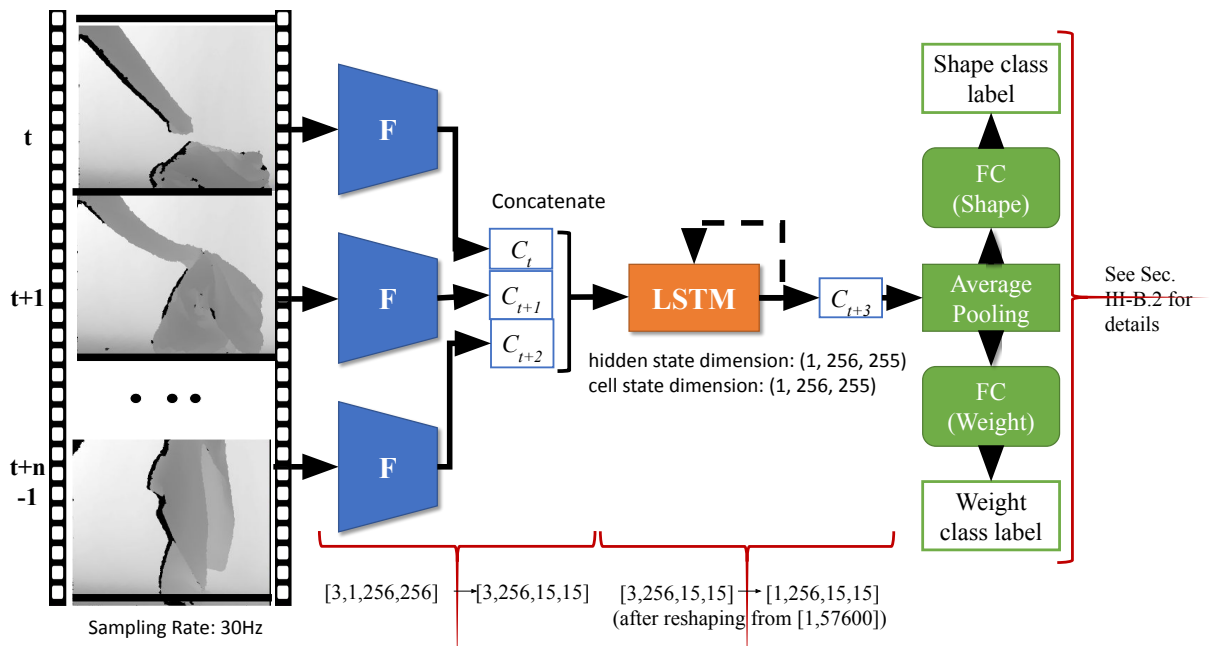 t
t+1
t+n
-1
Sampling Rate: 30Hz
F
F
F
Concatenate
C_t
C_{t+1}
C_{t+2}
LSTM
C_{t+3}
hidden state dimension: (1, 256, 255)
cell state dimension: (1, 256, 255)
Shape class
label
FC
(Shape)
Average
Pooling
FC
(Weight)
Weight
class label
See Sec.
III-B.2 for
details
[3,1,256,256] → [3,256,15,15]
[3,256,15,15] → [1,256,15,15]
(after reshaping from [1,57600])